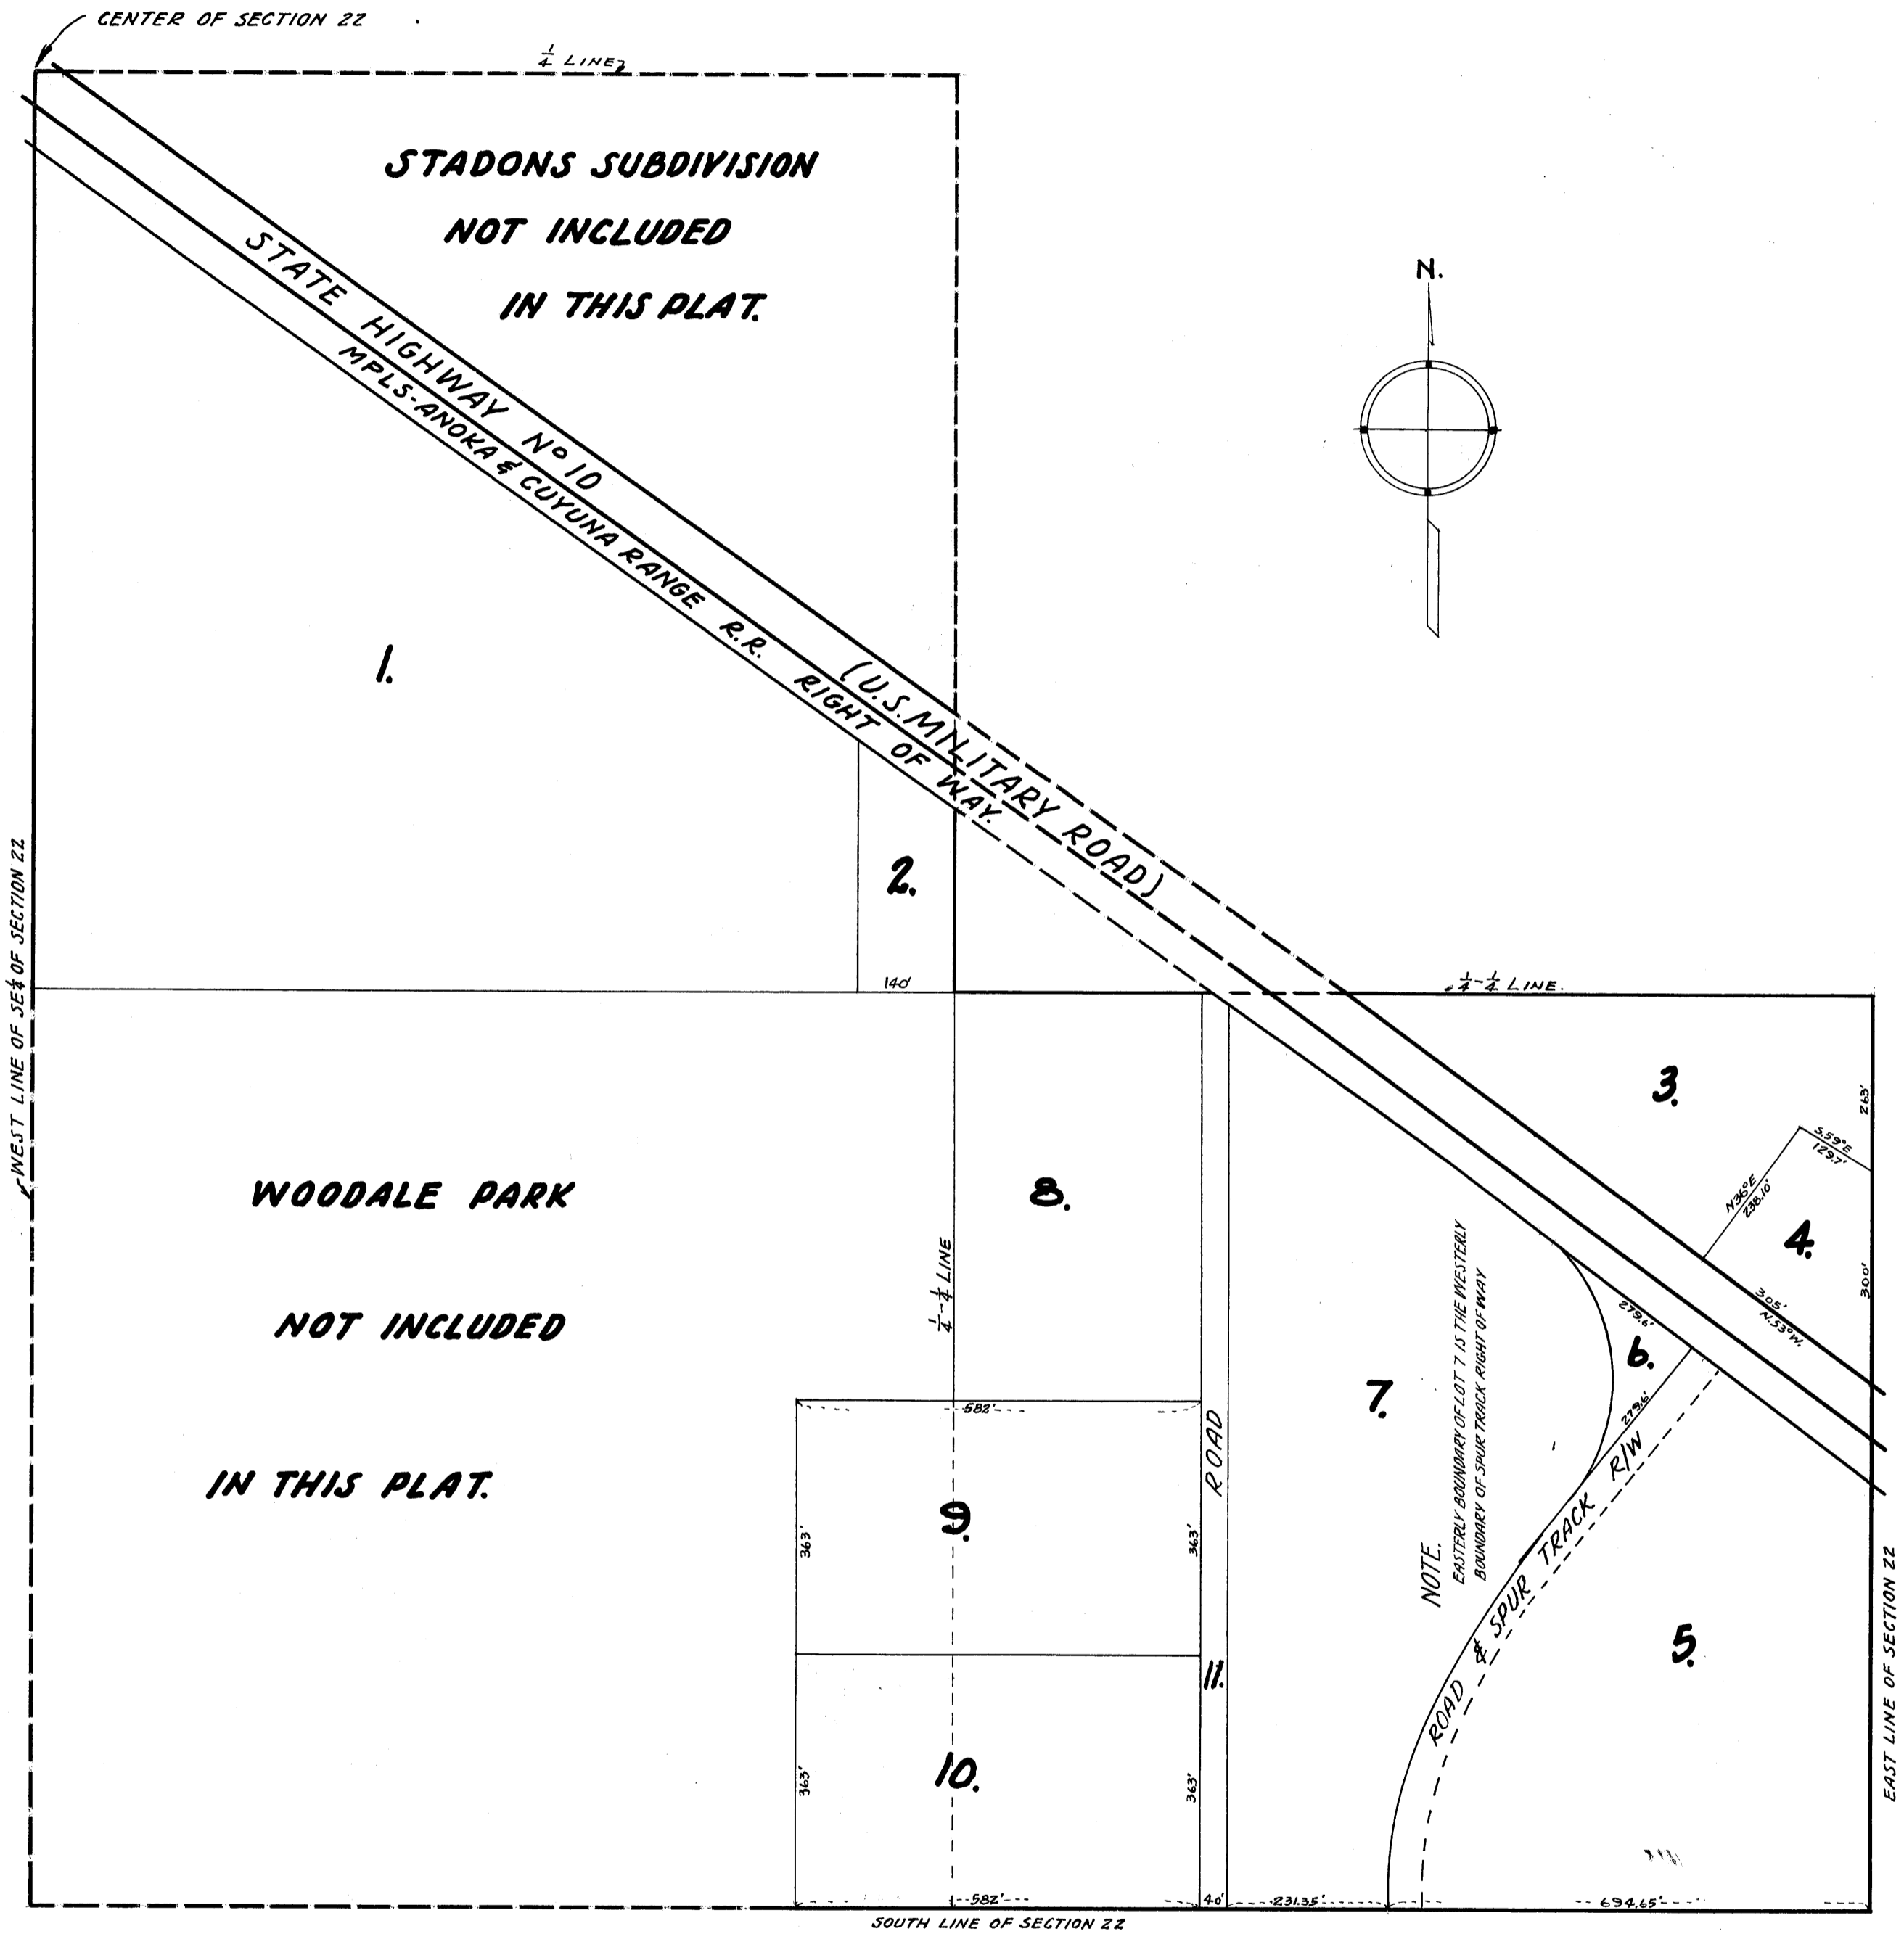 CENTER OF SECTION 22
1/4 LINE
STADONS SUBDIVISION
NOT INCLUDED
IN THIS PLAT.
N.
STATE HIGHWAY No 10 (U.S. MILITARY ROAD)
MPLS-ANOKA & CUYUNA RANGE R.R. RIGHT OF WAY.
1.
2.
140'
WEST LINE OF SE 1/4 OF SECTION 22
1/4-1/4 LINE.
3.
263'
S.59°E
129.7'
N36°E
238.10'
4.
300'
305'
N.53°W.
WOODALE PARK
NOT INCLUDED
IN THIS PLAT.
8.
1/4-1/4 LINE
582'
9.
363'
363'
ROAD
7.
NOTE.
EASTERLY BOUNDARY OF LOT 7 IS THE WESTERLY
BOUNDARY OF SPUR TRACK RIGHT OF WAY
279.6'
6.
279.6'
ROAD & SPUR TRACK R/W
5.
11.
10.
363'
363'
582'
40'
231.35'
694.65'
EAST LINE OF SECTION 22
SOUTH LINE OF SECTION 22